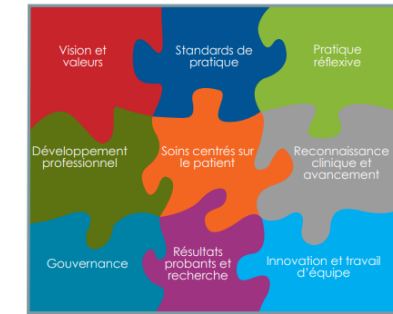 Vision et
valeurs
Standards de
pratique
Pratique
réflexive
Développement
professionnel
Soins centrés sur
le patient
Reconnaissance
clinique et
avancement
Gouvernance
Résultats
probants et
recherche
Innovation et travail
d'équipe